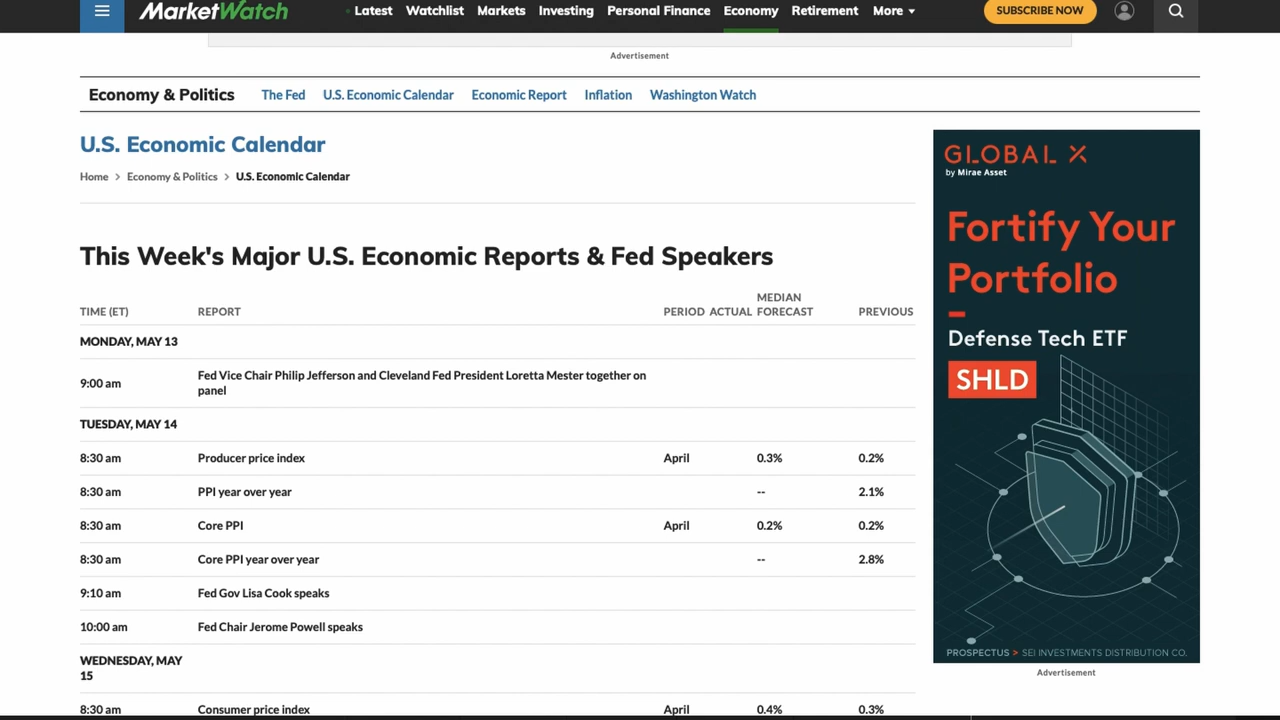 MarketWatch
Latest Watchlist Markets Investing Personal Finance Economy Retirement More
SUBSCRIBE NOW
Advertisement
Economy & Politics The Fed U.S. Economic Calendar Economic Report Inflation Washington Watch
U.S. Economic Calendar
Home > Economy & Politics > U.S. Economic Calendar
This Week's Major U.S. Economic Reports & Fed Speakers
TIME (ET) REPORT PERIOD ACTUAL MEDIAN FORECAST PREVIOUS
MONDAY, MAY 13
9:00 am Fed Vice Chair Philip Jefferson and Cleveland Fed President Loretta Mester together on
panel
TUESDAY, MAY 14
8:30 am Producer price index April 0.3% 0.2%
8:30 am PPI year over year -- 2.1%
8:30 am Core PPI April 0.2% 0.2%
8:30 am Core PPI year over year -- 2.8%
9:10 am Fed Gov Lisa Cook speaks
10:00 am Fed Chair Jerome Powell speaks
WEDNESDAY, MAY
15
8:30 am Consumer price index April 0.4% 0.3%
GLOBAL X
by Mirae Asset
Fortify Your
Portfolio
Defense Tech ETF
SHLD
PROSPECTUS > SEI INVESTMENTS DISTRIBUTION CO.
Advertisement